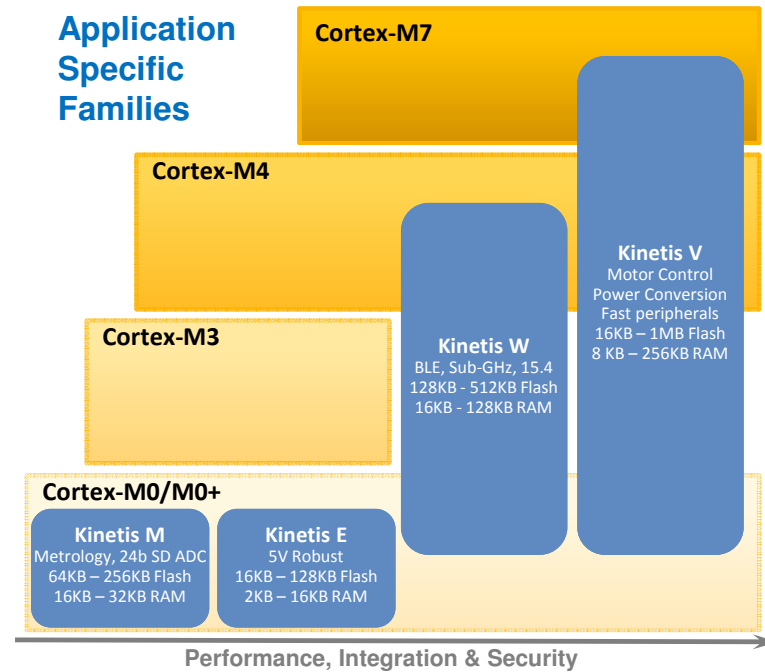 Application
Specific
Families
Cortex-M7
Cortex-M4
Kinetis V
Motor Control
Power Conversion
Fast peripherals
16KB – 1MB Flash
8 KB – 256KB RAM
Cortex-M3
Kinetis W
BLE, Sub-GHz, 15.4
128KB - 512KB Flash
16KB - 128KB RAM
Cortex-M0/M0+
Kinetis M
Metrology, 24b SD ADC
64KB – 256KB Flash
16KB – 32KB RAM
Kinetis E
5V Robust
16KB – 128KB Flash
2KB – 16KB RAM
Performance, Integration & Security